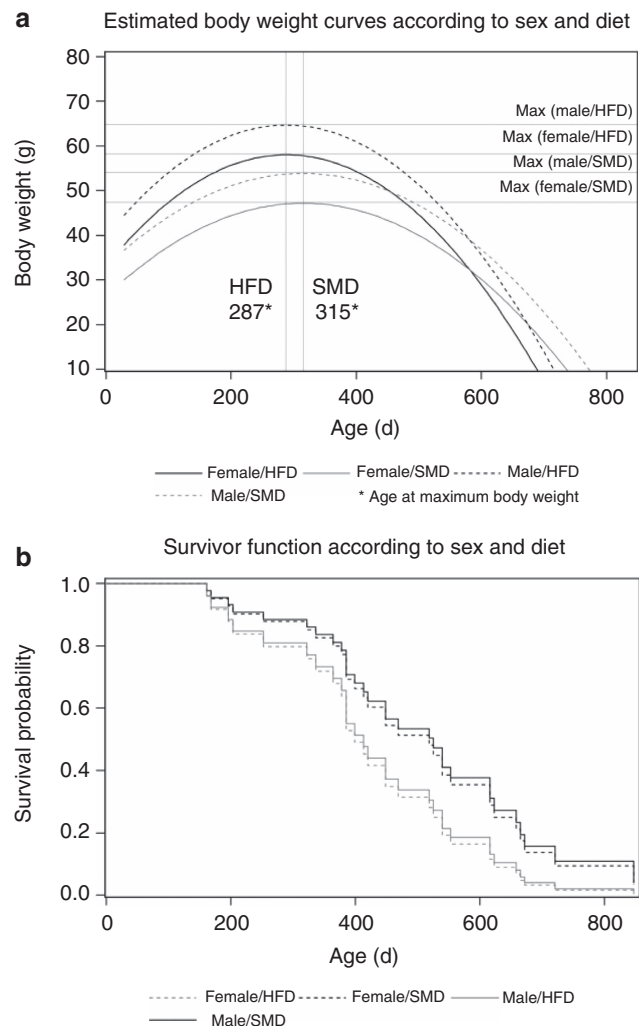 a Estimated body weight curves according to sex and diet
80
70
60
50
40
30
20
10
Body weight (g)
Max (male/HFD)
Max (female/HFD)
Max (male/SMD)
Max (female/SMD)
HFD SMD
287* 315*
0 200 400 600 800
Age (d)
Female/HFD Female/SMD Male/HFD
Male/SMD * Age at maximum body weight
b Survivor function according to sex and diet
1.0
0.8
0.6
0.4
0.2
0.0
Survival probability
0 200 400 600 800
Age (d)
Female/HFD Female/SMD Male/HFD
Male/SMD